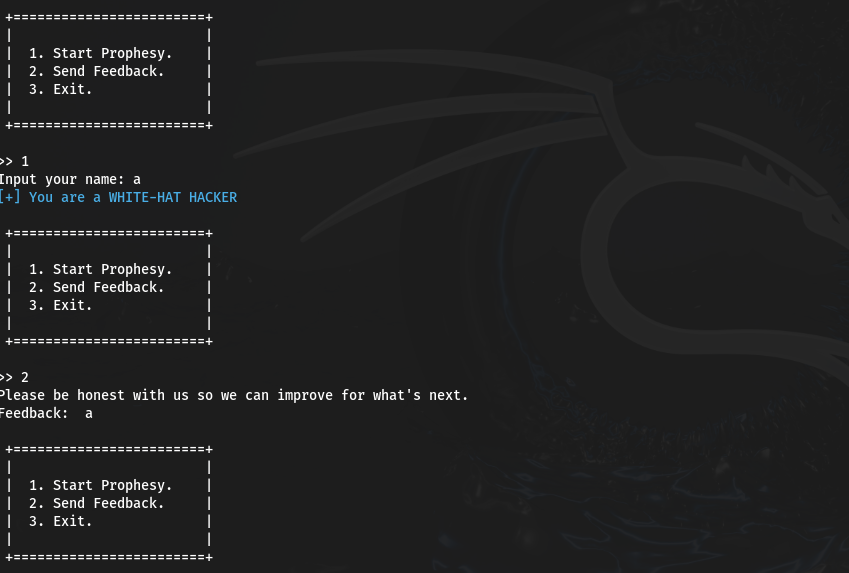 +========================+
|                        |
|  1. Start Prophesy.    |
|  2. Send Feedback.     |
|  3. Exit.              |
|                        |
+========================+
>> 1
Input your name: a
[+] You are a WHITE-HAT HACKER
+========================+
|                        |
|  1. Start Prophesy.    |
|  2. Send Feedback.     |
|  3. Exit.              |
|                        |
+========================+
>> 2
Please be honest with us so we can improve for what's next.
Feedback:  a
+========================+
|                        |
|  1. Start Prophesy.    |
|  2. Send Feedback.     |
|  3. Exit.              |
|                        |
+========================+